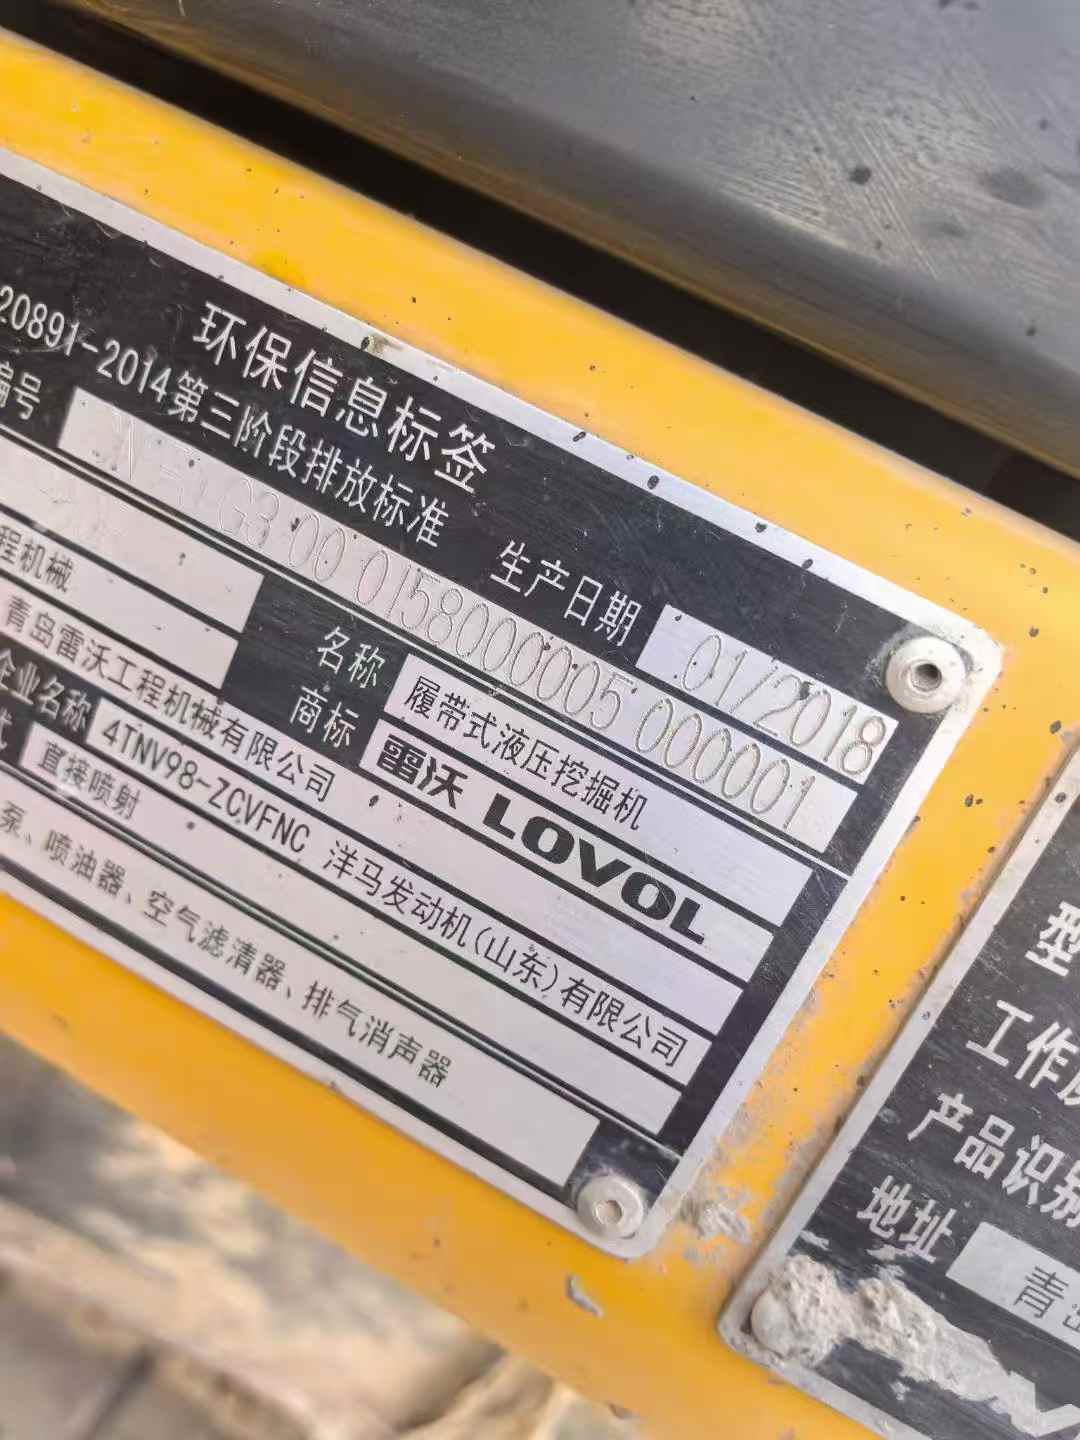 环保信息标签
20891-2014第三阶段排放标准
生产日期 01/2018
编号 CN FJ G3 00 0158000005 000001
名称 履带式液压挖掘机
程机械
商标 雷沃 LOVOL
青岛雷沃工程机械有限公司
企业名称 4TNV98-ZCVFNC 洋马发动机(山东)有限公司
式 直接喷射
泵、喷油器、空气滤清器、排气消声器
型
工作质
产品识别
地址 青岛